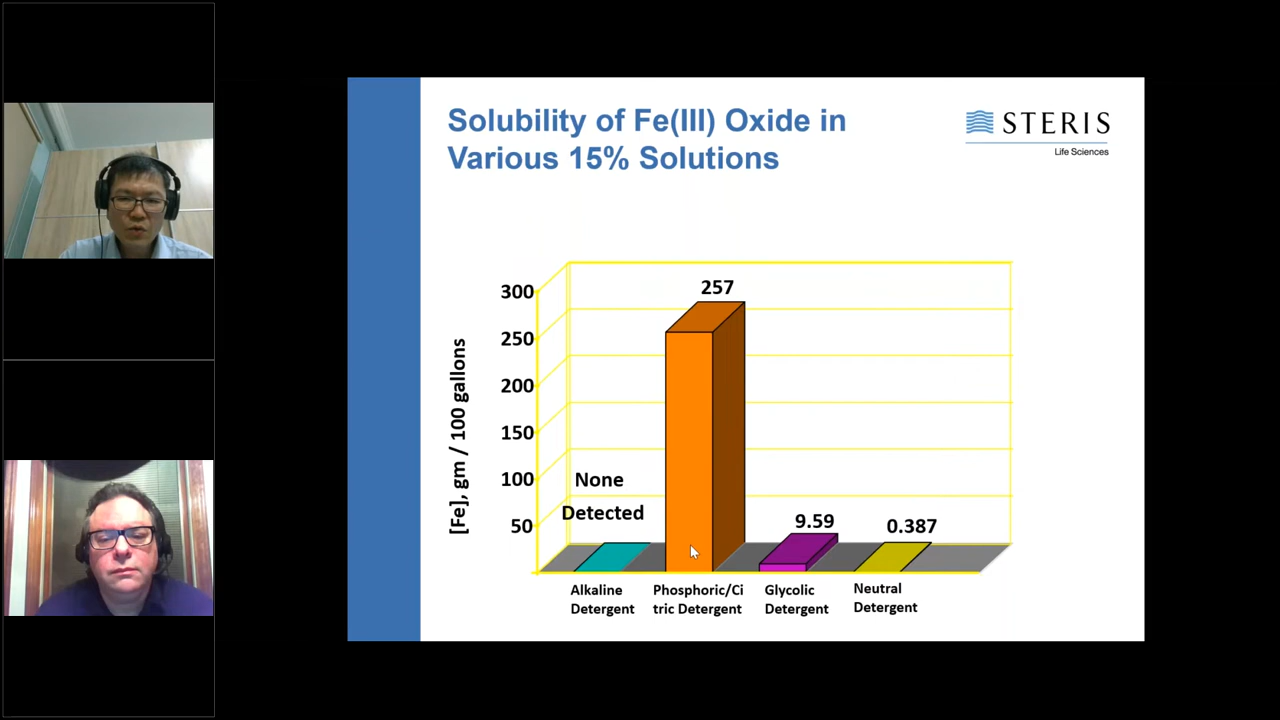 Solubility of Fe(III) Oxide in
Various 15% Solutions
STERIS
Life Sciences
[Fe], gm / 100 gallons
300
250
200
150
100
50
None
Detected
257
9.59
0.387
Alkaline
Detergent
Phosphoric/Ci
tric Detergent
Glycolic
Detergent
Neutral
Detergent